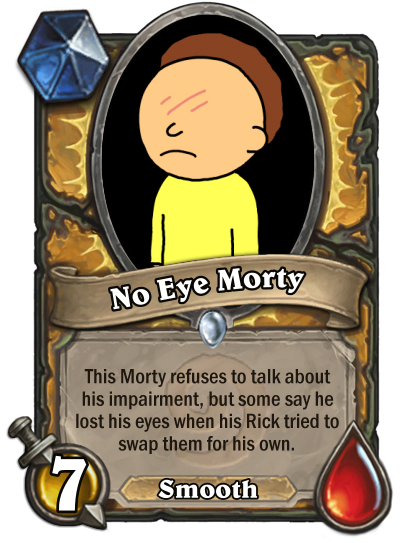 No Eye Morty
This Morty refuses to talk about
his impairment, but some say he
lost his eyes when his Rick tried to
swap them for his own.
7
Smooth